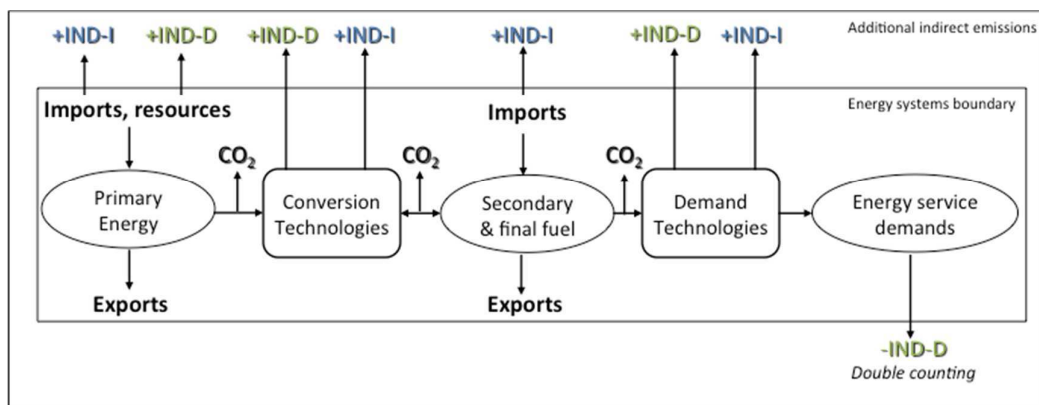 +IND-I +IND-D +IND-D +IND-I +IND-I +IND-D +IND-I Additional indirect emissions
Imports, resources Imports Energy systems boundary
CO₂ CO₂ CO₂
Primary
Energy
Conversion
Technologies
Secondary
& final fuel
Demand
Technologies
Energy service
demands
Exports Exports
-IND-D
Double counting